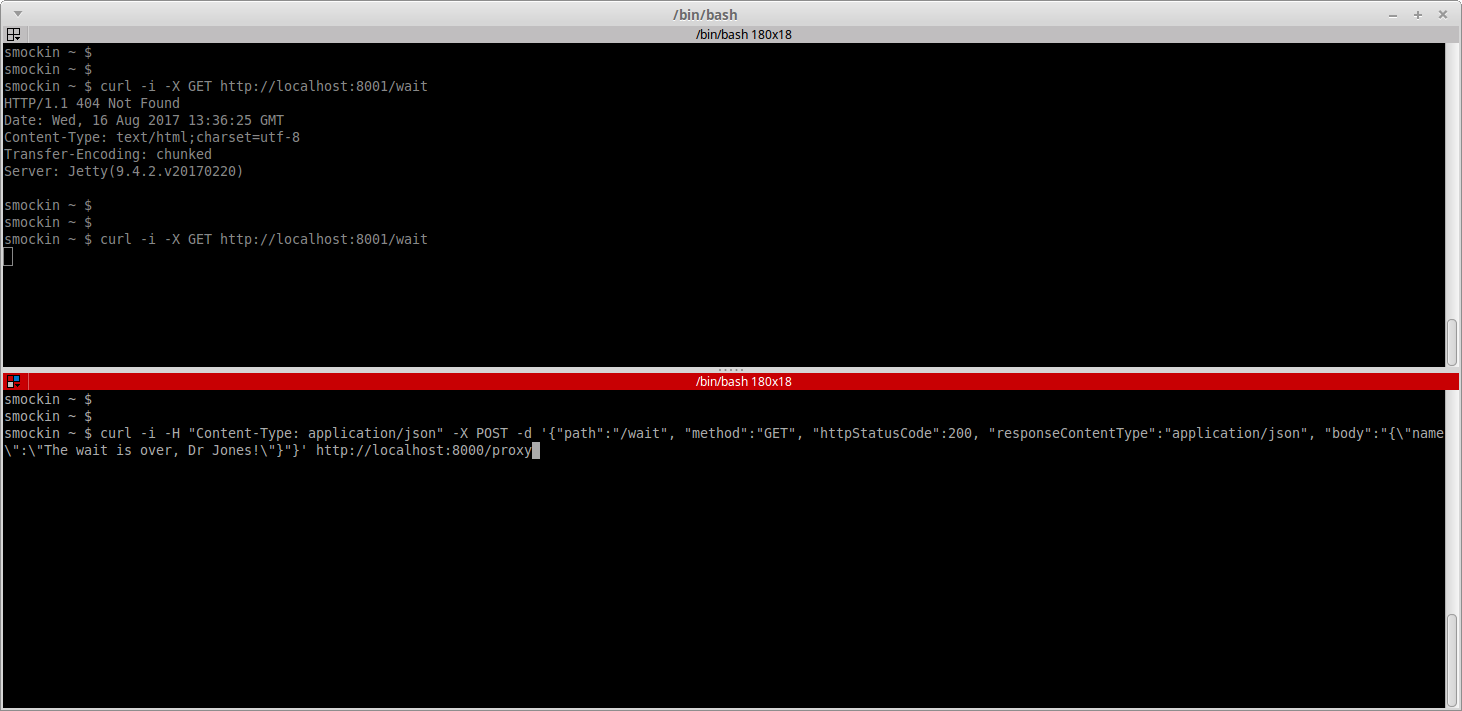 /bin/bash
/bin/bash 180x18
smockin ~ $
smockin ~ $
smockin ~ $ curl -i -X GET http://localhost:8001/wait
HTTP/1.1 404 Not Found
Date: Wed, 16 Aug 2017 13:36:25 GMT
Content-Type: text/html;charset=utf-8
Transfer-Encoding: chunked
Server: Jetty(9.4.2.v20170220)
smockin ~ $
smockin ~ $
smockin ~ $ curl -i -X GET http://localhost:8001/wait
/bin/bash 180x18
smockin ~ $
smockin ~ $
smockin ~ $ curl -i -H "Content-Type: application/json" -X POST -d '{"path":"/wait", "method":"GET", "httpStatusCode":200, "responseContentType":"application/json", "body":"{\"name
\":\"The wait is over, Dr Jones!\"}"}' http://localhost:8000/proxy